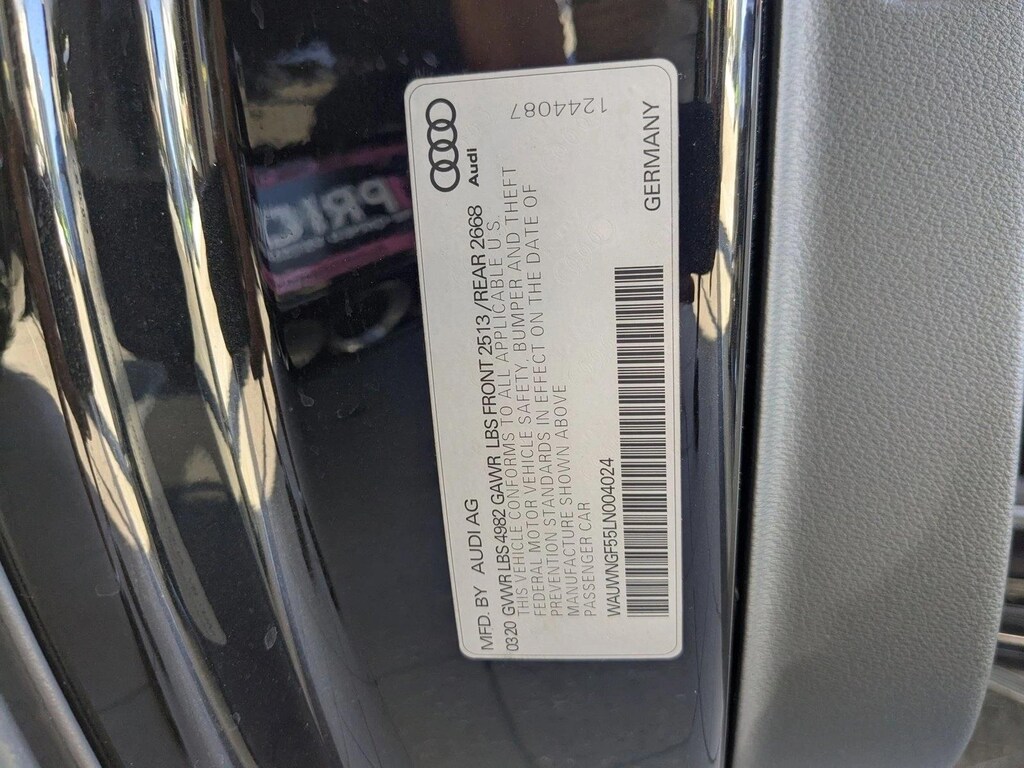 Audi
MFD. BY AUDI AG
0320 GVWR LBS 4982 GAWR LBS FRONT 2513 / REAR 2668
THIS VEHICLE CONFORMS TO ALL APPLICABLE U.S.
FEDERAL MOTOR VEHICLE SAFETY, BUMPER AND THEFT
PREVENTION STANDARDS IN EFFECT ON THE DATE OF
MANUFACTURE SHOWN ABOVE
PASSENGER CAR
WAUWNGF55LN004024
GERMANY
1244087
PRIC